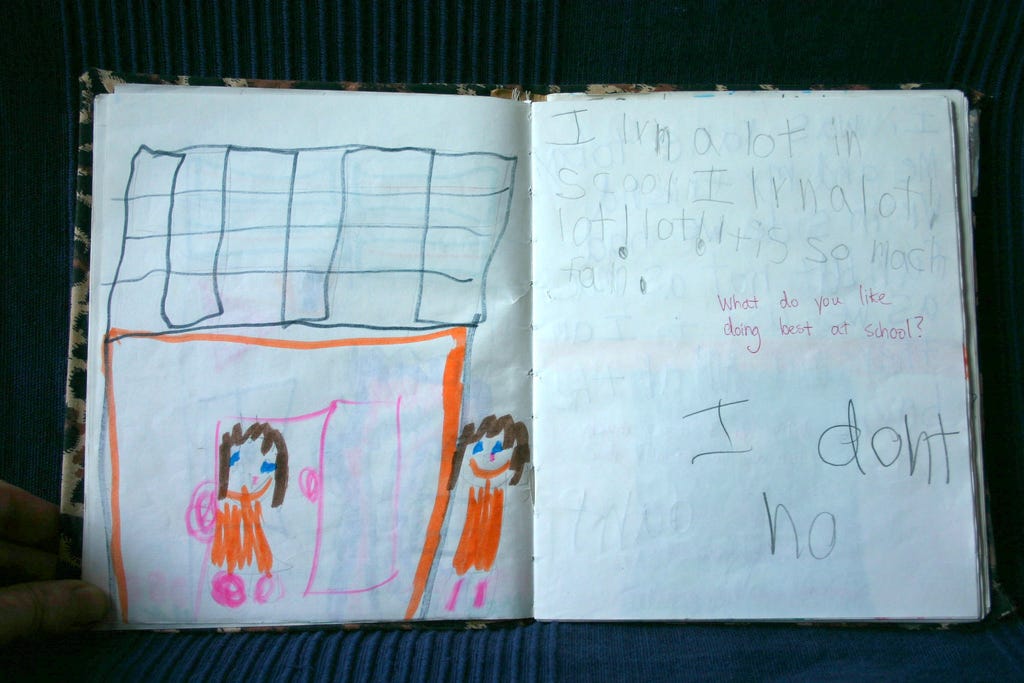 I lrn a lot in
scool I lrn a lot!
lot! lot! It is so mach
fan.
What do you like
doing best at school?
I dont
no